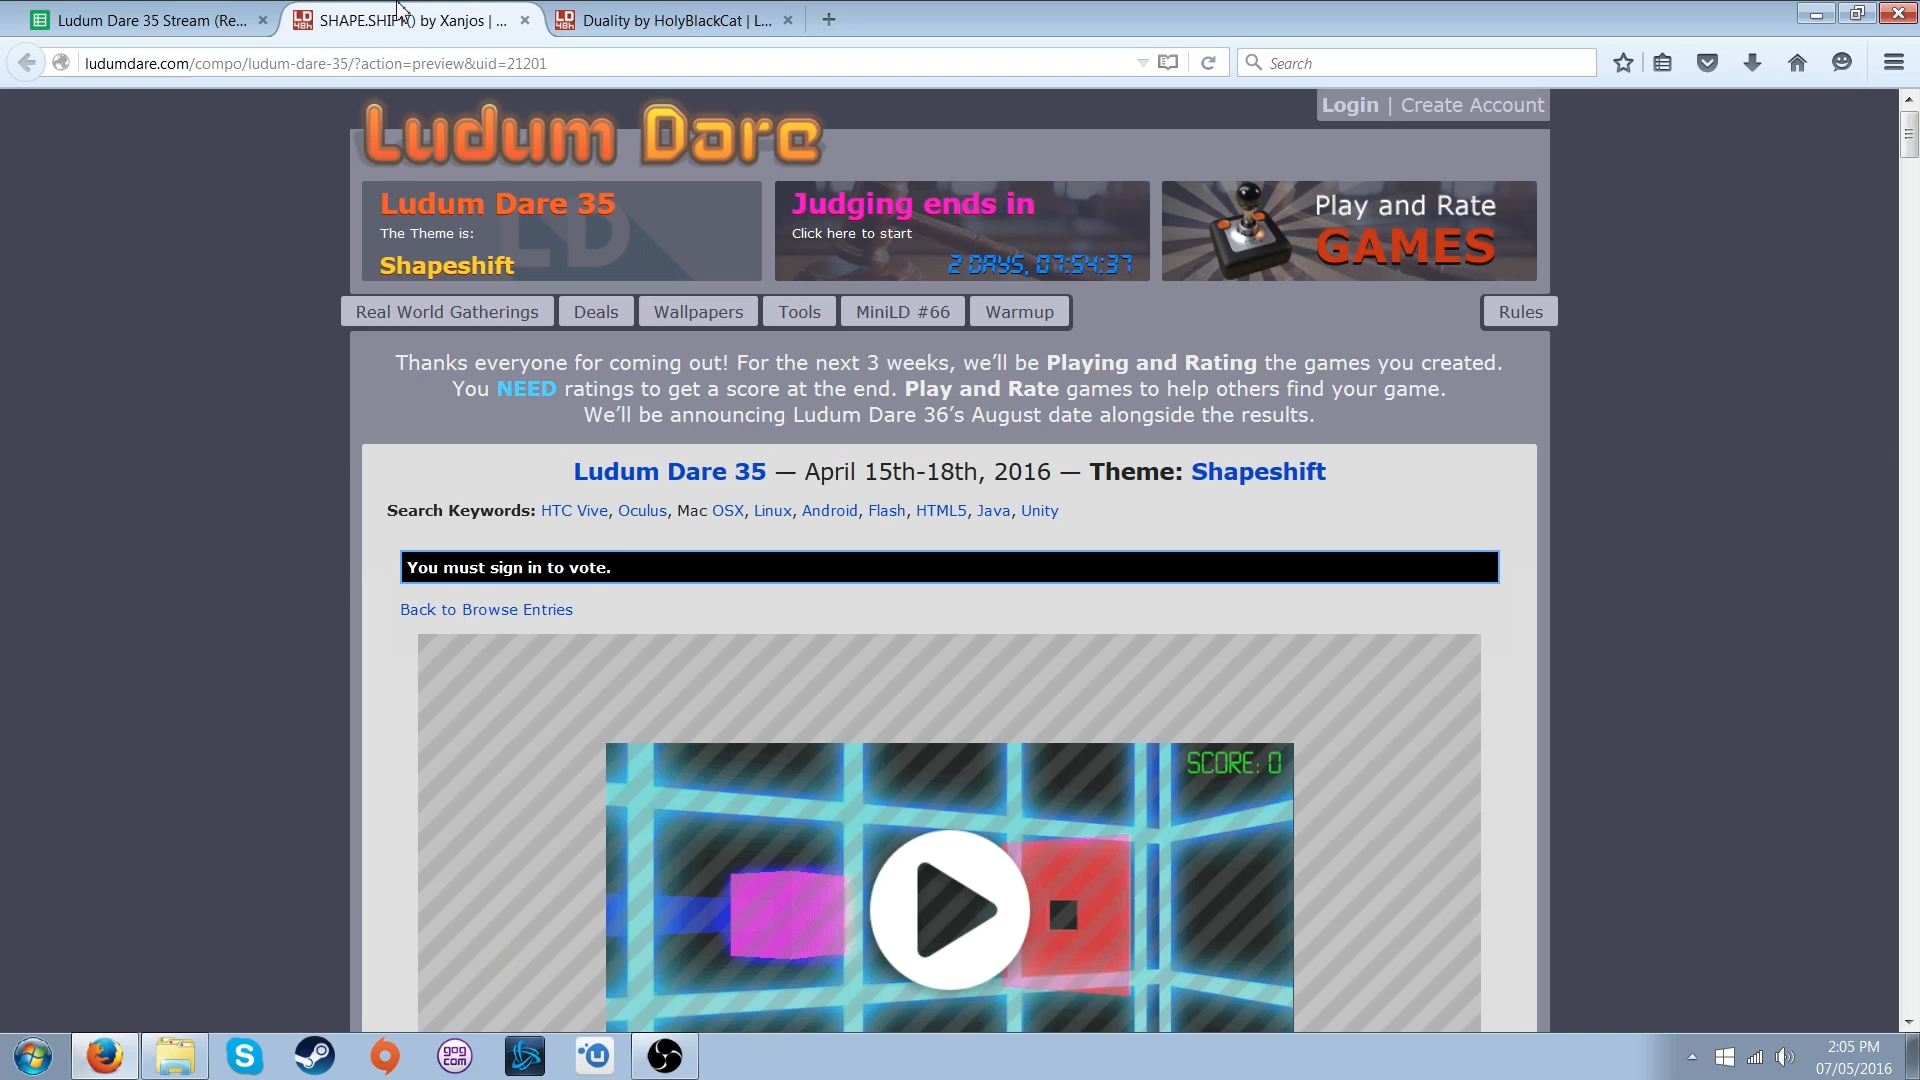 Ludum Dare 35 Stream (Re...
SHAPE.SHIFT() by Xanjos | ...
Duality by HolyBlackCat | L...
ludumdare.com/compo/ludum-dare-35/?action=preview&uid=21201
Search
Login | Create Account
Ludum Dare
Ludum Dare 35
The Theme is:
Shapeshift
Judging ends in
Click here to start
2 DAYS, 07:54:37
Play and Rate
GAMES
Real World Gatherings
Deals
Wallpapers
Tools
MiniLD #66
Warmup
Rules
Thanks everyone for coming out! For the next 3 weeks, we’ll be Playing and Rating the games you created.
You NEED ratings to get a score at the end. Play and Rate games to help others find your game.
We’ll be announcing Ludum Dare 36’s August date alongside the results.
Ludum Dare 35 — April 15th-18th, 2016 — Theme: Shapeshift
Search Keywords: HTC Vive, Oculus, Mac OSX, Linux, Android, Flash, HTML5, Java, Unity
You must sign in to vote.
Back to Browse Entries
SCORE: 0
gog
com
2:05 PM
07/05/2016